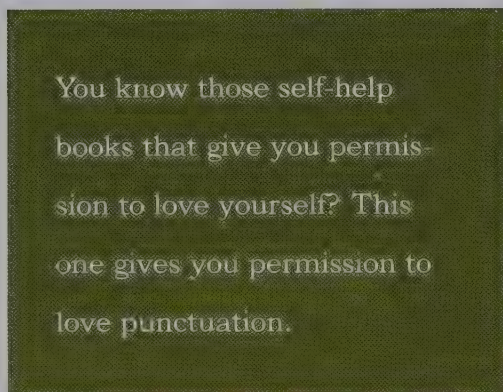 You know those self-help
books that give you permis-
sion to love yourself? This
one gives you permission to
love punctuation.